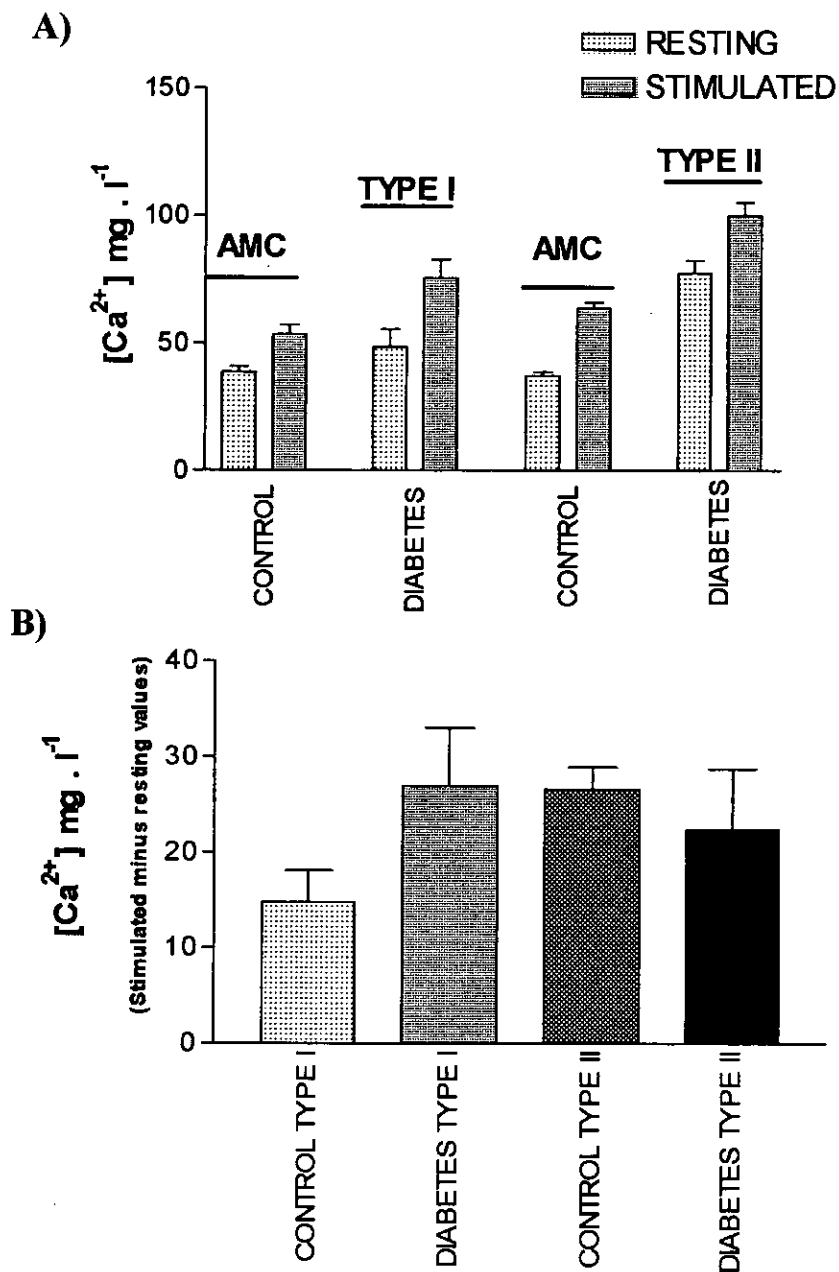 A)
RESTING
STIMULATED
[Ca²⁺] mg . l⁻¹
150
100
50
0
AMC
TYPE I
AMC
TYPE II
CONTROL
DIABETES
CONTROL
DIABETES
B)
[Ca²⁺] mg . l⁻¹
(Stimulated minus resting values)
40
30
20
10
0
CONTROL TYPE I
DIABETES TYPE I
CONTROL TYPE II
DIABETES TYPE II